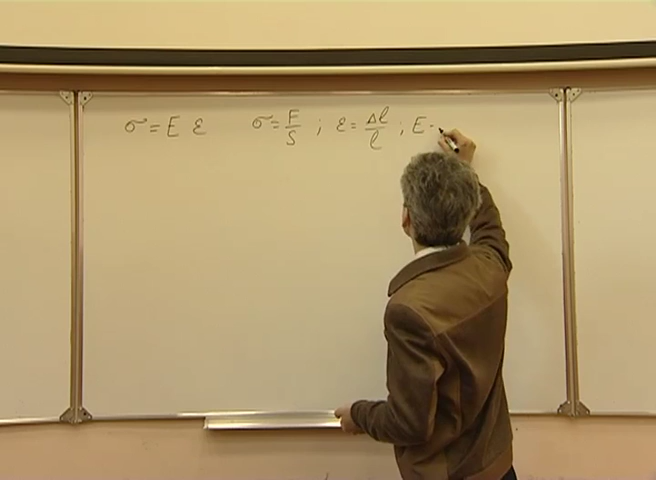 σ = E ε   σ = F/S ; ε = Δl/l ; E -